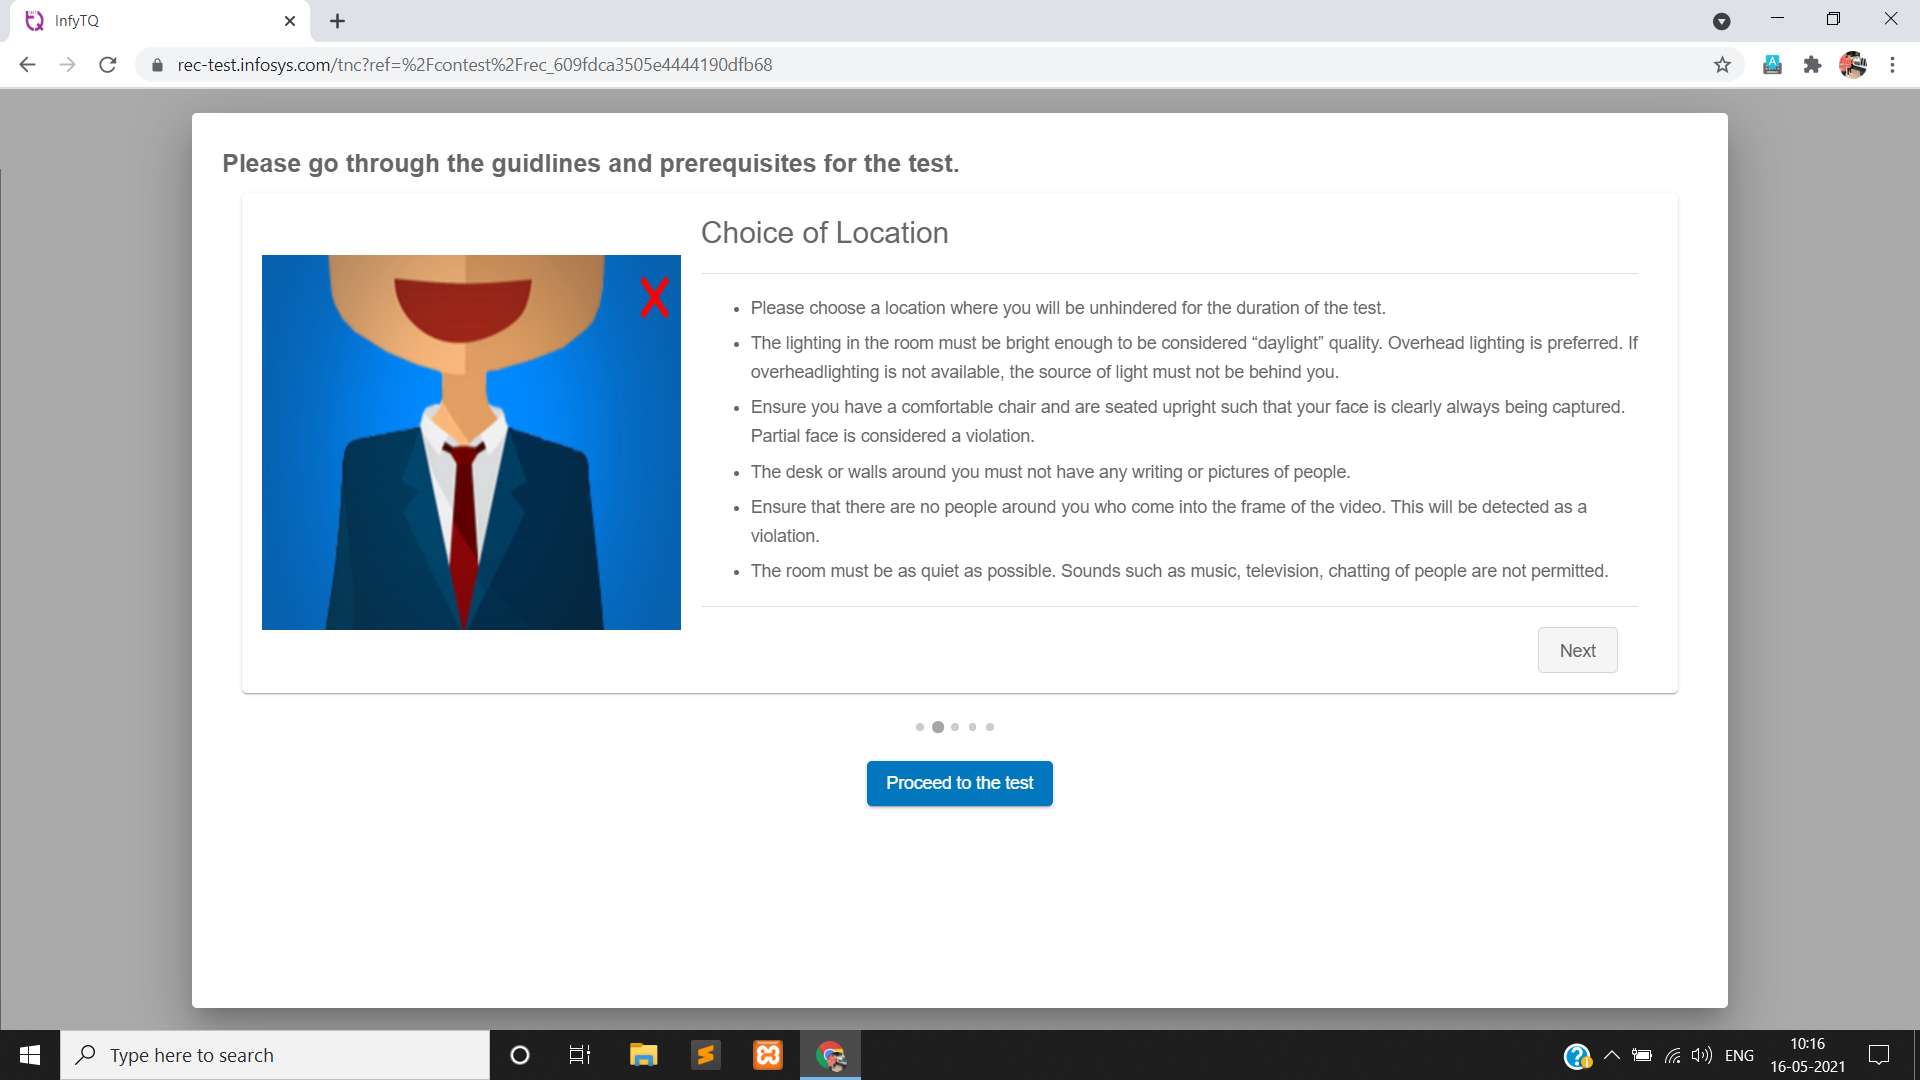 InfyTQ
rec-test.infosys.com/tnc?ref=%2Fcontest%2Frec_609fdca3505e4444190dfb68
Please go through the guidlines and prerequisites for the test.
X
Choice of Location
Please choose a location where you will be unhindered for the duration of the test.
The lighting in the room must be bright enough to be considered “daylight” quality. Overhead lighting is preferred. If
overheadlighting is not available, the source of light must not be behind you.
Ensure you have a comfortable chair and are seated upright such that your face is clearly always being captured.
Partial face is considered a violation.
The desk or walls around you must not have any writing or pictures of people.
Ensure that there are no people around you who come into the frame of the video. This will be detected as a
violation.
The room must be as quiet as possible. Sounds such as music, television, chatting of people are not permitted.
Next
Proceed to the test
Type here to search
ENG
10:16
16-05-2021